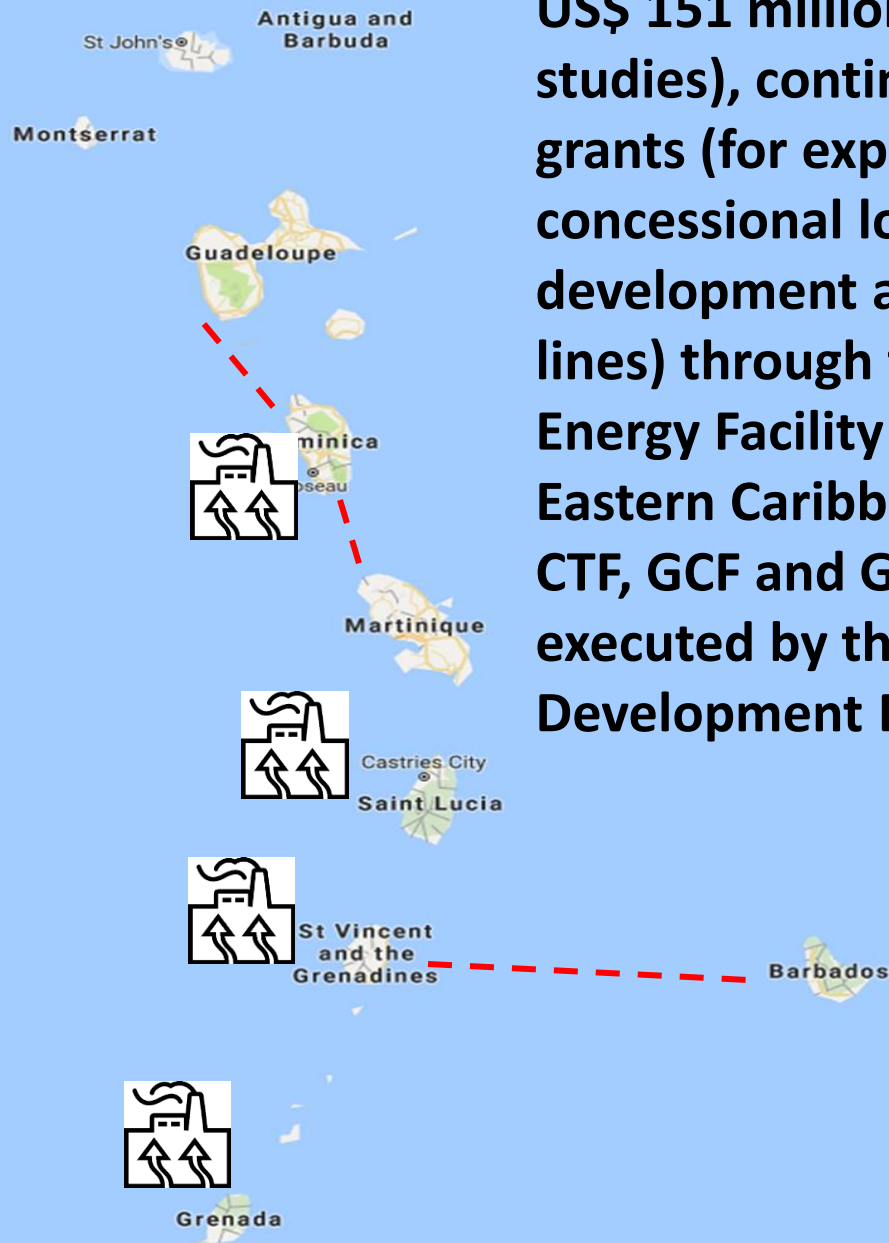 Antigua and
Barbuda
St John's
Montserrat
Guadeloupe
minica
oseau
Martinique
Castries City
Saint Lucia
St Vincent
and the
Grenadines
Barbados
Grenada
US$ 151 million
studies), contin
grants (for exp
concessional lo
development a
lines) through
Energy Facility
Eastern Caribb
CTF, GCF and G
executed by th
Development